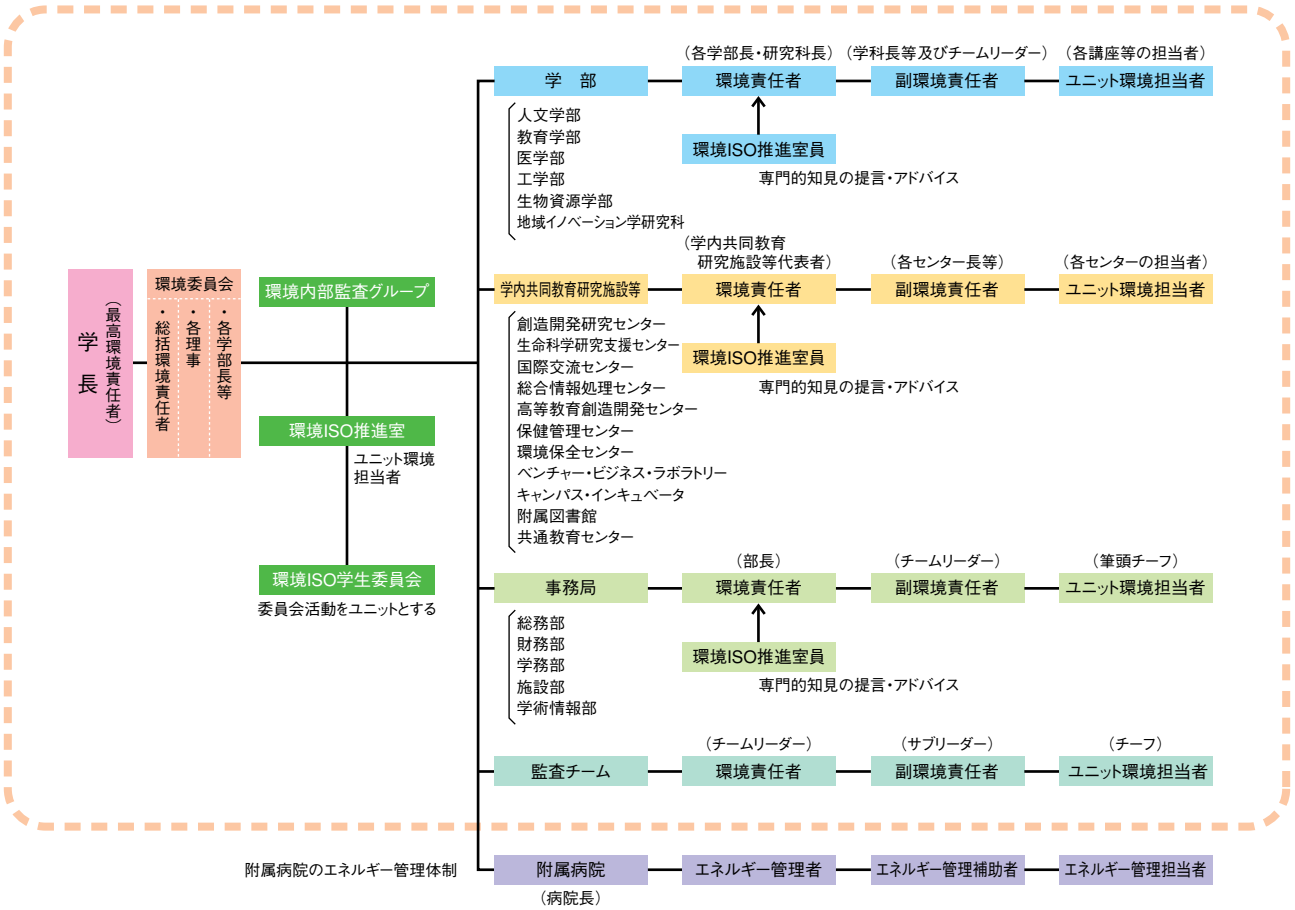 学長
（最高環境責任者）
環境委員会
・総括環境責任者
・各理事
・各学部長等
環境内部監査グループ
環境ISO推進室
ユニット環境
担当者
環境ISO学生委員会
委員会活動をユニットとする
（各学部長・研究科長）
（学科長等及びチームリーダー）
（各講座等の担当者）
学　部
環境責任者
副環境責任者
ユニット環境担当者
人文学部
教育学部
医学部
工学部
生物資源学部
地域イノベーション学研究科
環境ISO推進室員
専門的知見の提言・アドバイス
（学内共同教育
研究施設等代表者）
（各センター長等）
（各センターの担当者）
学内共同教育研究施設等
環境責任者
副環境責任者
ユニット環境担当者
創造開発研究センター
生命科学研究支援センター
国際交流センター
総合情報処理センター
高等教育創造開発センター
保健管理センター
環境保全センター
ベンチャー・ビジネス・ラボラトリー
キャンパス・インキュベータ
附属図書館
共通教育センター
環境ISO推進室員
専門的知見の提言・アドバイス
（部長）
（チームリーダー）
（筆頭チーフ）
事務局
環境責任者
副環境責任者
ユニット環境担当者
総務部
財務部
学務部
施設部
学術情報部
環境ISO推進室員
専門的知見の提言・アドバイス
（チームリーダー）
（サブリーダー）
（チーフ）
監査チーム
環境責任者
副環境責任者
ユニット環境担当者
附属病院のエネルギー管理体制
附属病院
エネルギー管理者
エネルギー管理補助者
エネルギー管理担当者
（病院長）